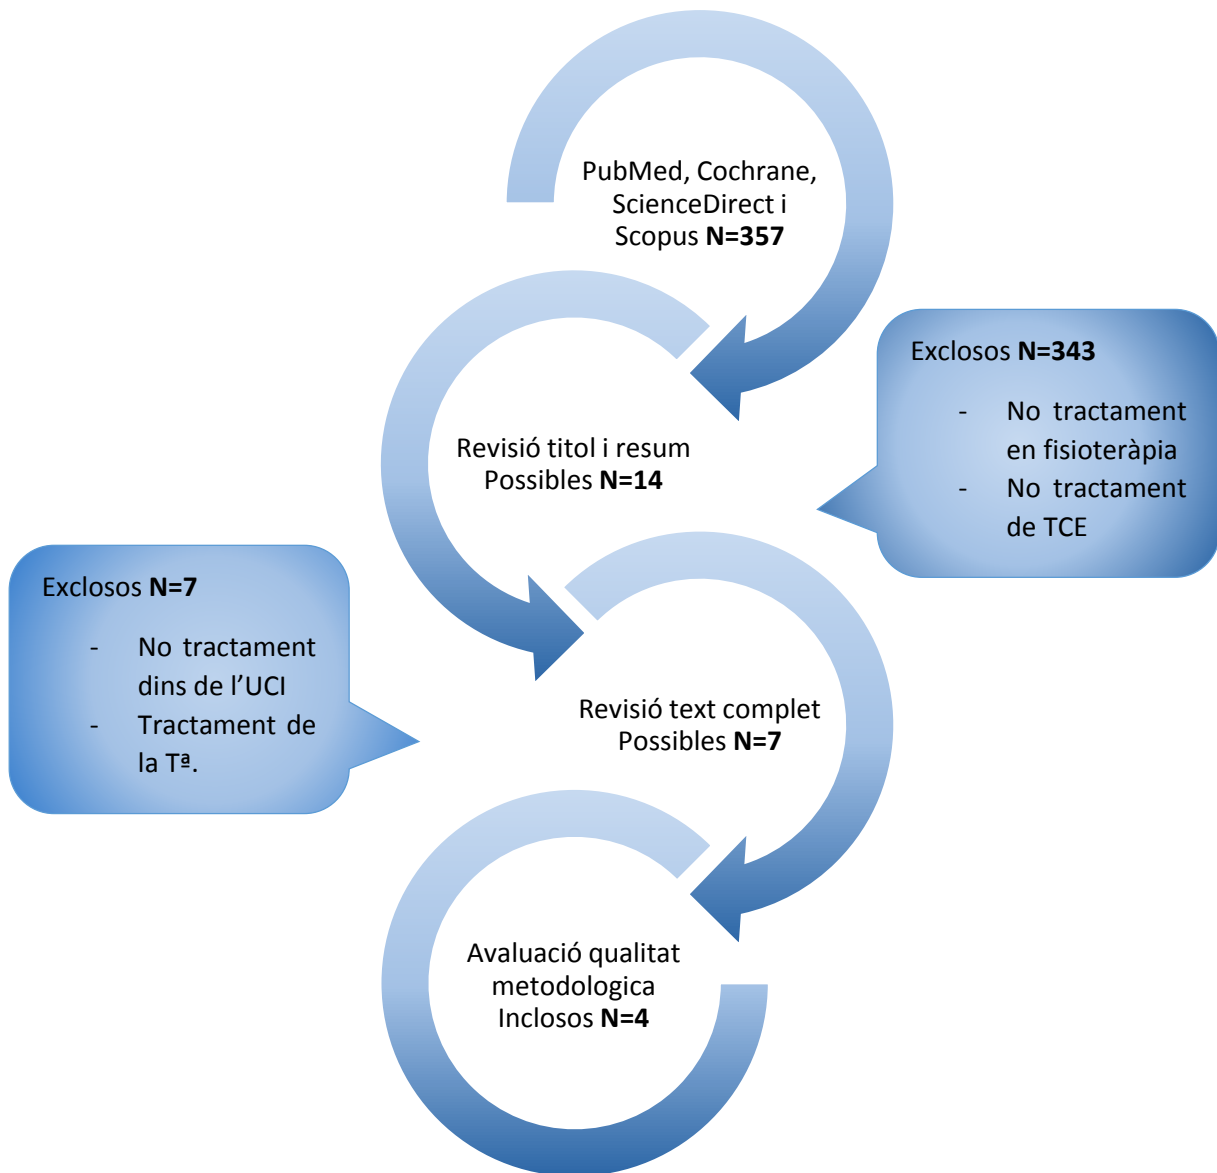 PubMed, Cochrane,
ScienceDirect i
Scopus N=357
Exclosos N=343
- No tractament
en fisioteràpia
- No tractament
de TCE
Revisió titol i resum
Possibles N=14
Exclosos N=7
- No tractament
dins de l’UCI
- Tractament de
la Tª.
Revisió text complet
Possibles N=7
Avaluació qualitat
metodologica
Inclosos N=4